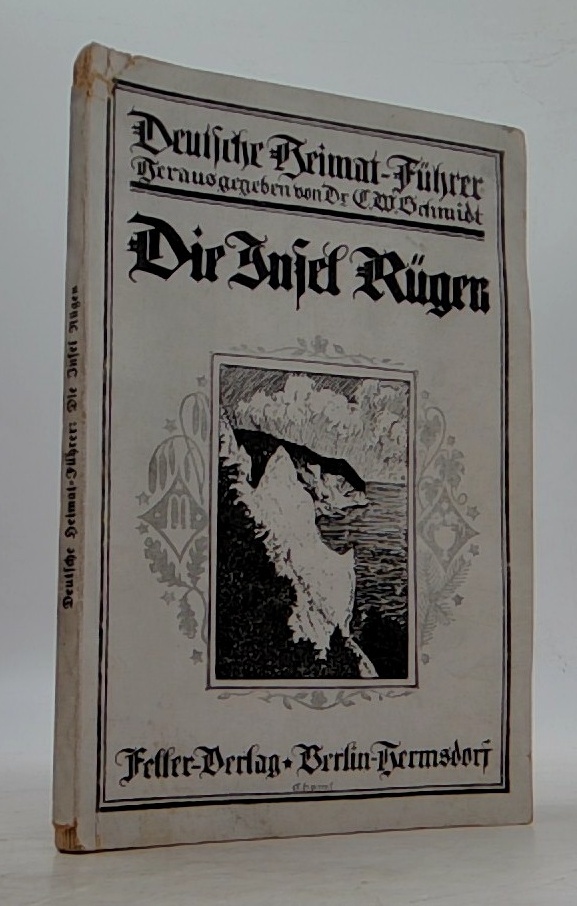 Deutsche Heimat-Führer
Herausgegeben von Dr C.W. Schmidt
Die Insel Rügen
M
Feller-Verlag ⋆ Berlin-Hermsdorf
Deutsche Heimat-Führer: Die Insel Rügen